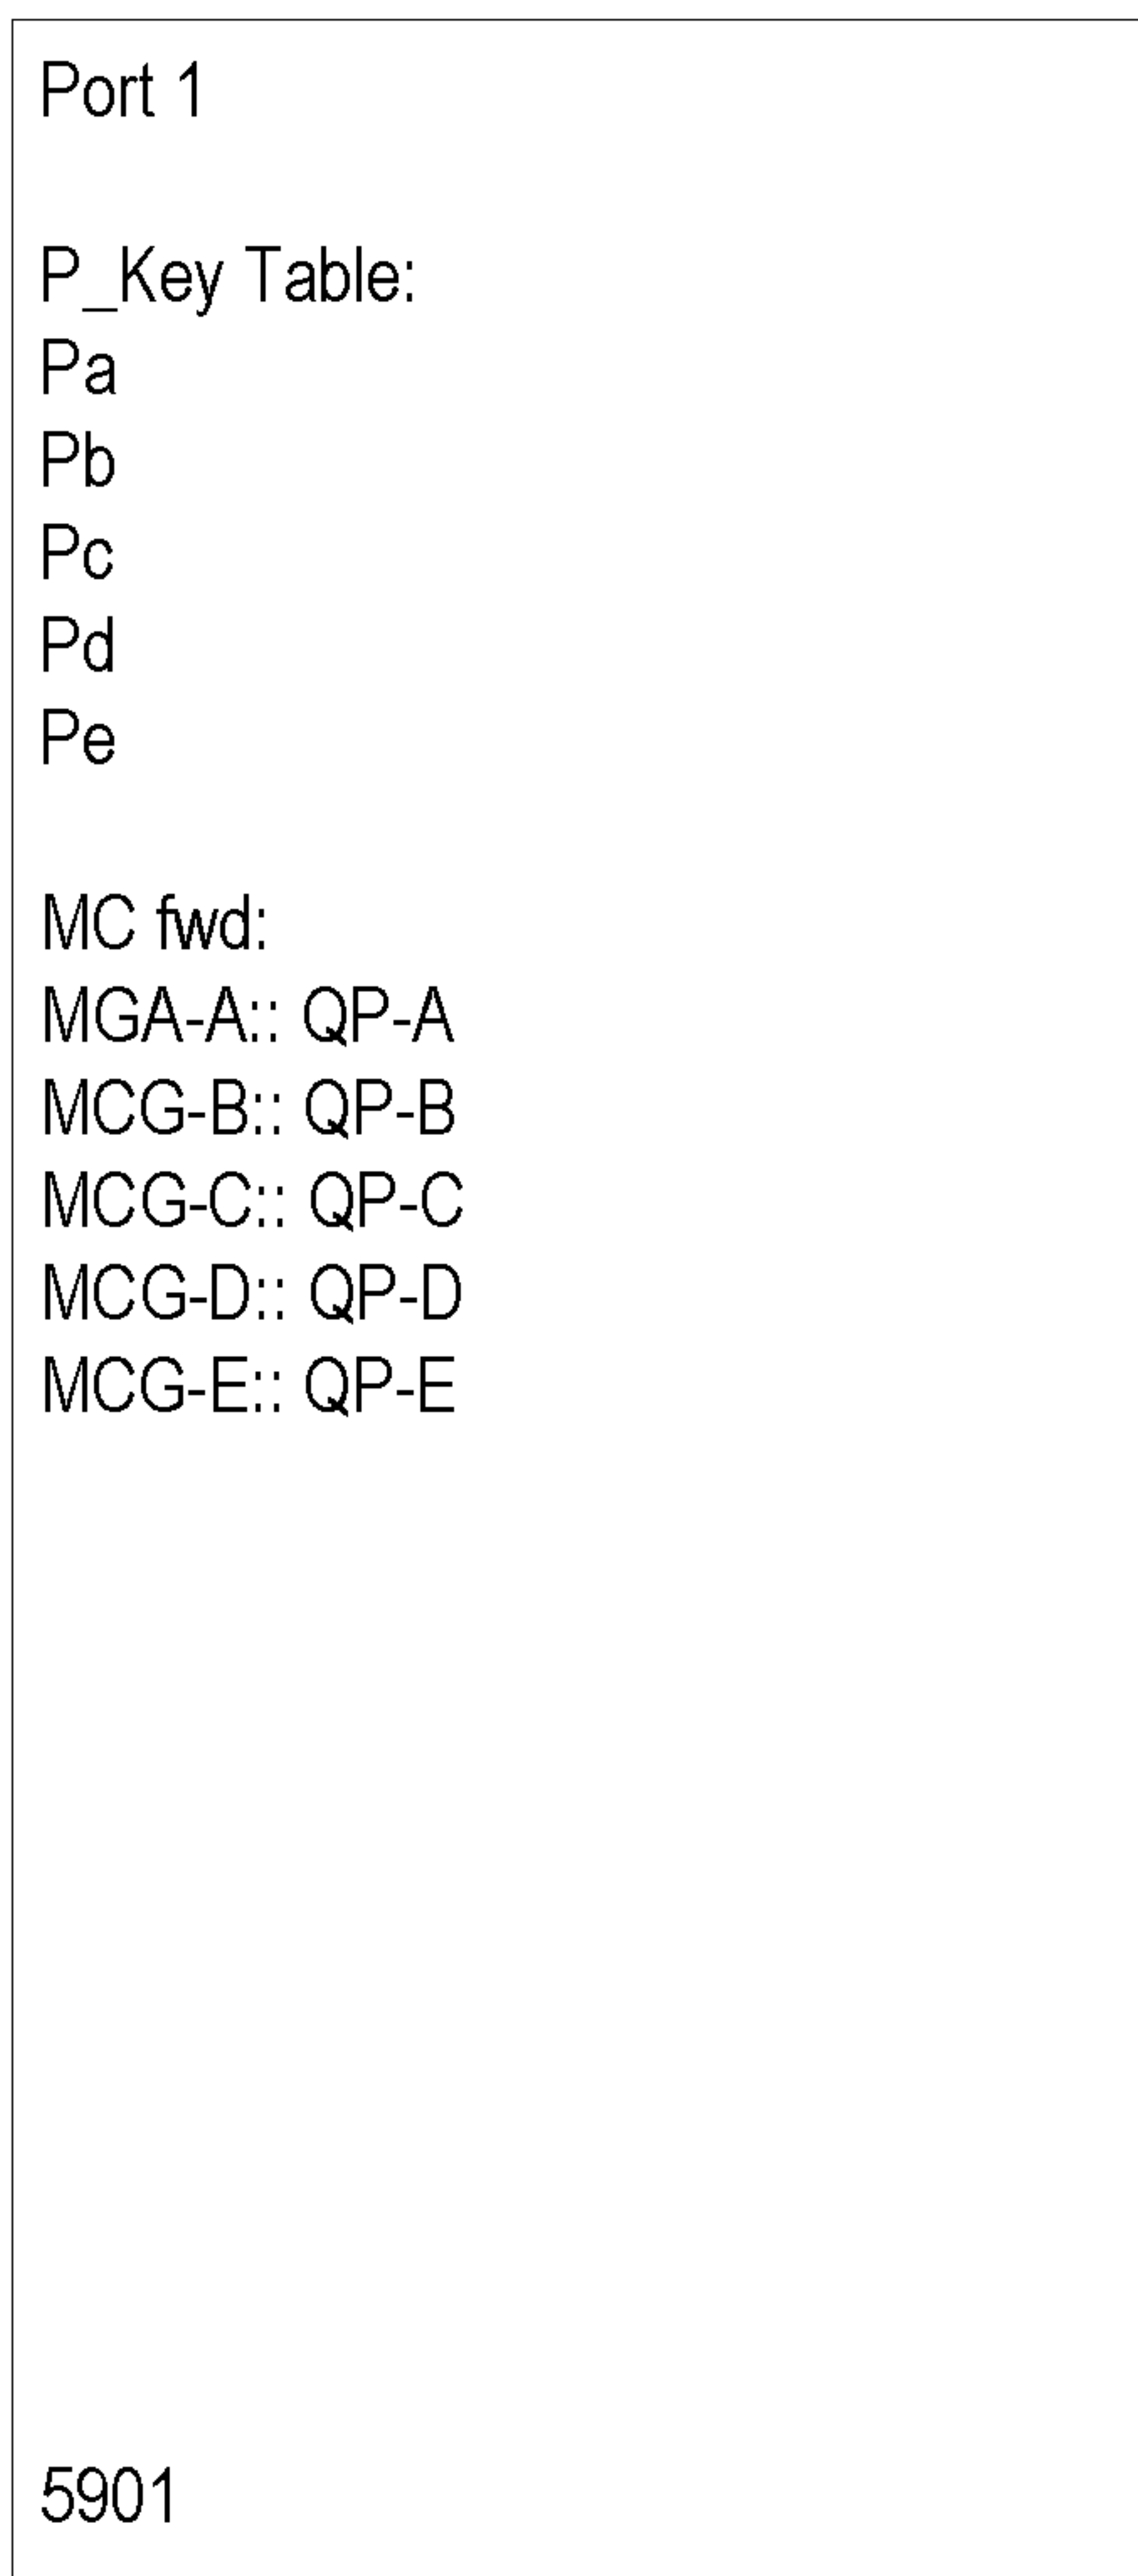 Port 1
P_Key Table:
Pa
Pb
Pc
Pd
Pe
MC fwd:
MGA-A:: QP-A
MCG-B:: QP-B
MCG-C:: QP-C
MCG-D:: QP-D
MCG-E:: QP-E
5901